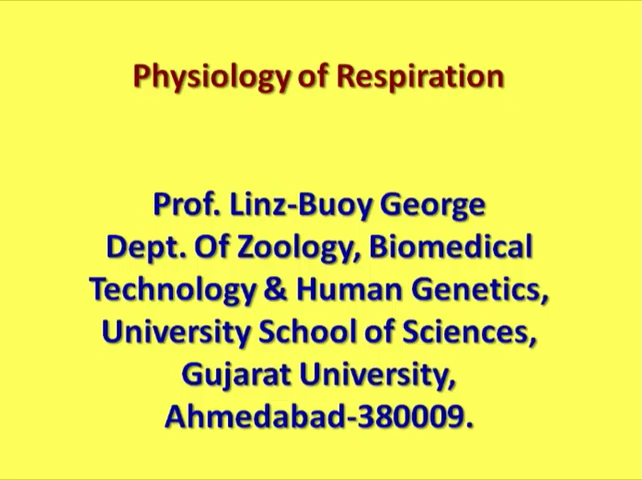 Physiology of Respiration
Prof. Linz-Buoy George
Dept. Of Zoology, Biomedical
Technology & Human Genetics,
University School of Sciences,
Gujarat University,
Ahmedabad-380009.